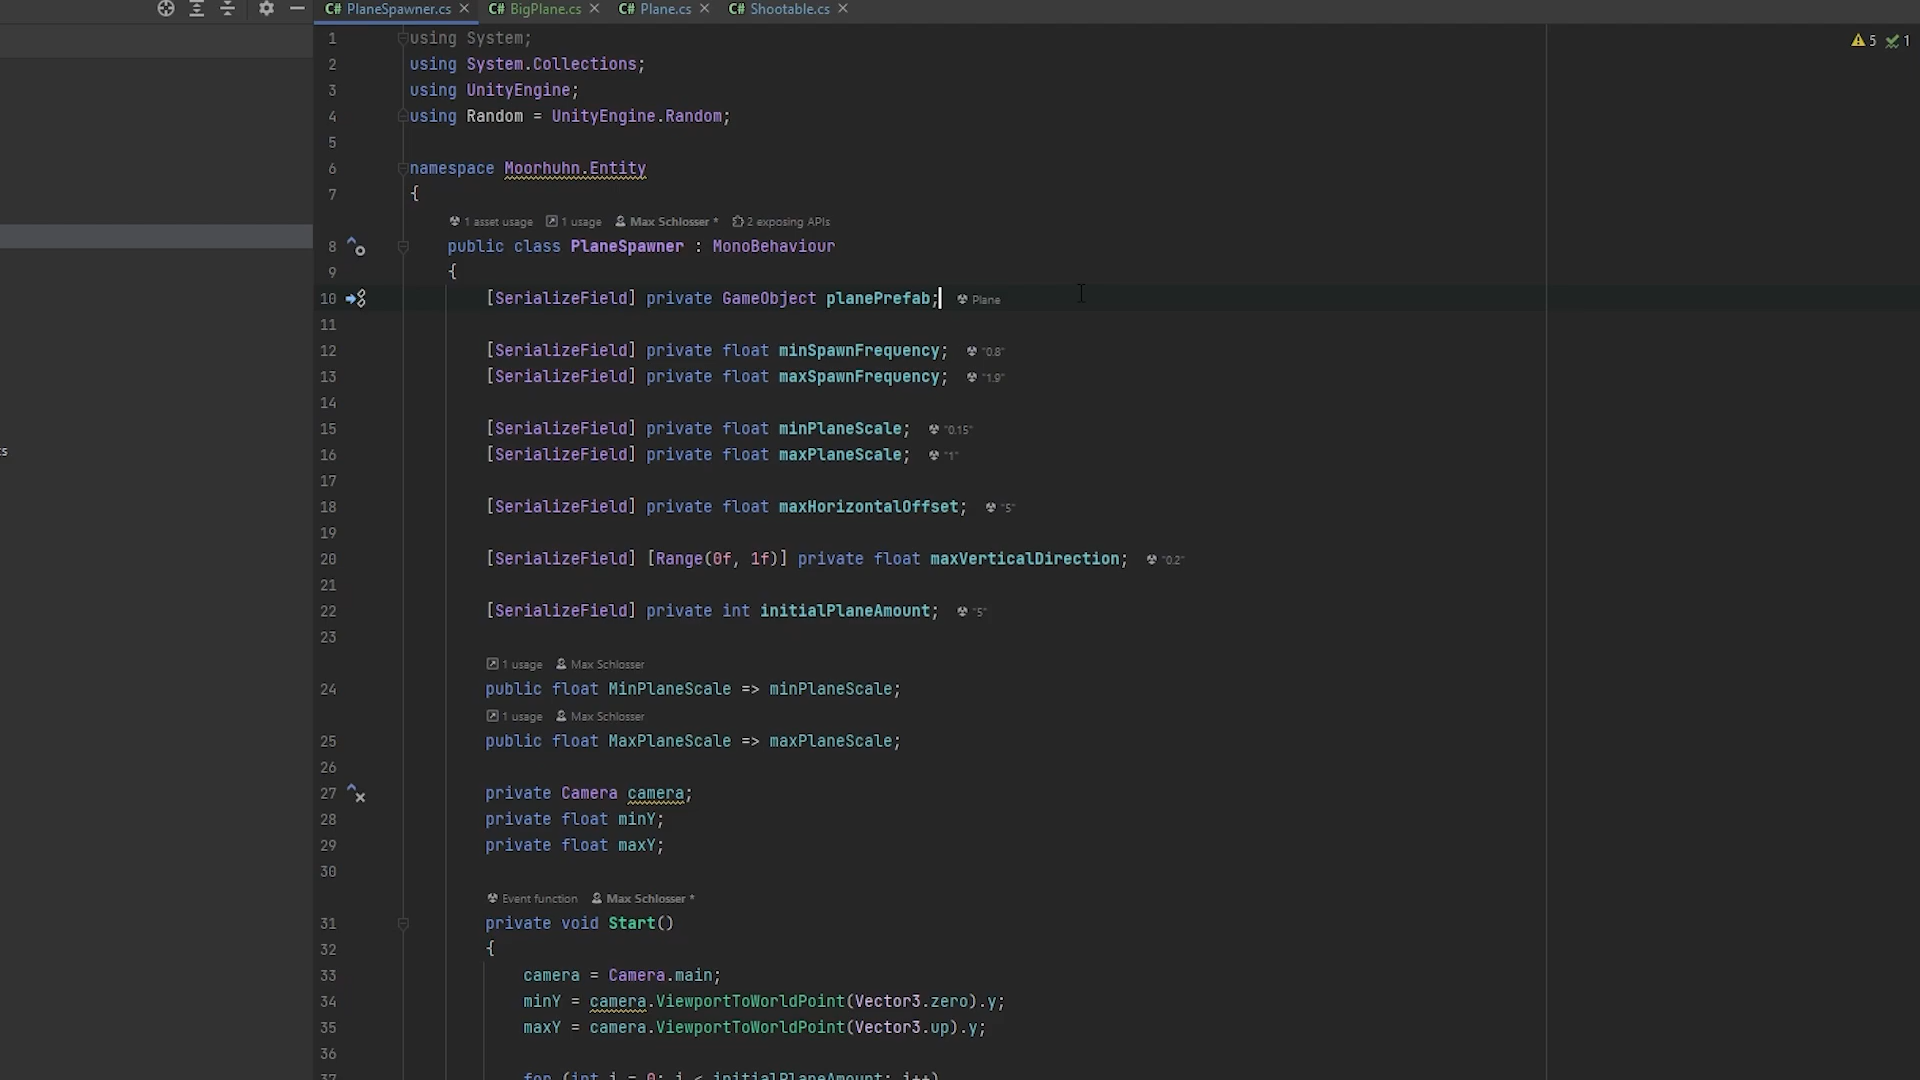 C# PlaneSpawner.cs C# BigPlane.cs C# Plane.cs C# Shootable.cs
1 using System; 5 1
2 using System.Collections;
3 using UnityEngine;
4 using Random = UnityEngine.Random;
5
6 namespace Moorhuhn.Entity
7 {
1 asset usage 1 usage Max Schlosser * 2 exposing APIs
8 public class PlaneSpawner : MonoBehaviour
9 {
10 [SerializeField] private GameObject planePrefab; Plane
11
12 [SerializeField] private float minSpawnFrequency; "0.8"
13 [SerializeField] private float maxSpawnFrequency; "1.9"
14
15 [SerializeField] private float minPlaneScale; "0.15"
16 [SerializeField] private float maxPlaneScale; "1"
17
18 [SerializeField] private float maxHorizontalOffset; "5"
19
20 [SerializeField] [Range(0f, 1f)] private float maxVerticalDirection; "0.2"
21
22 [SerializeField] private int initialPlaneAmount; "5"
23
1 usage Max Schlosser
24 public float MinPlaneScale => minPlaneScale;
1 usage Max Schlosser
25 public float MaxPlaneScale => maxPlaneScale;
26
27 private Camera camera;
28 private float minY;
29 private float maxY;
30
Event function Max Schlosser *
31 private void Start()
32 {
33 camera = Camera.main;
34 minY = camera.ViewportToWorldPoint(Vector3.zero).y;
35 maxY = camera.ViewportToWorldPoint(Vector3.up).y;
36
37 for (int i = 0; i < initialPlaneAmount; i++)